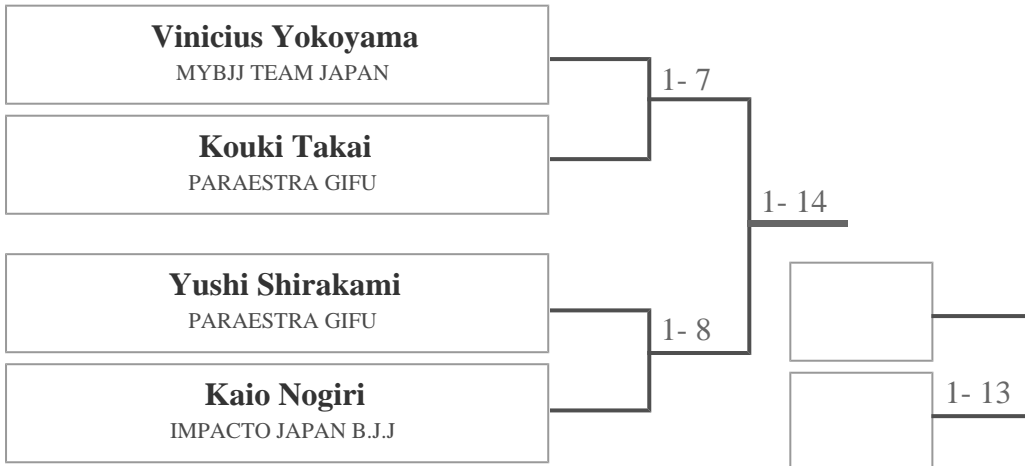 Vinicius Yokoyama
MYBJJ TEAM JAPAN
1- 7
Kouki Takai
PARAESTRA GIFU
1- 14
Yushi Shirakami
PARAESTRA GIFU
1- 8
Kaio Nogiri
IMPACTO JAPAN B.J.J
1- 13